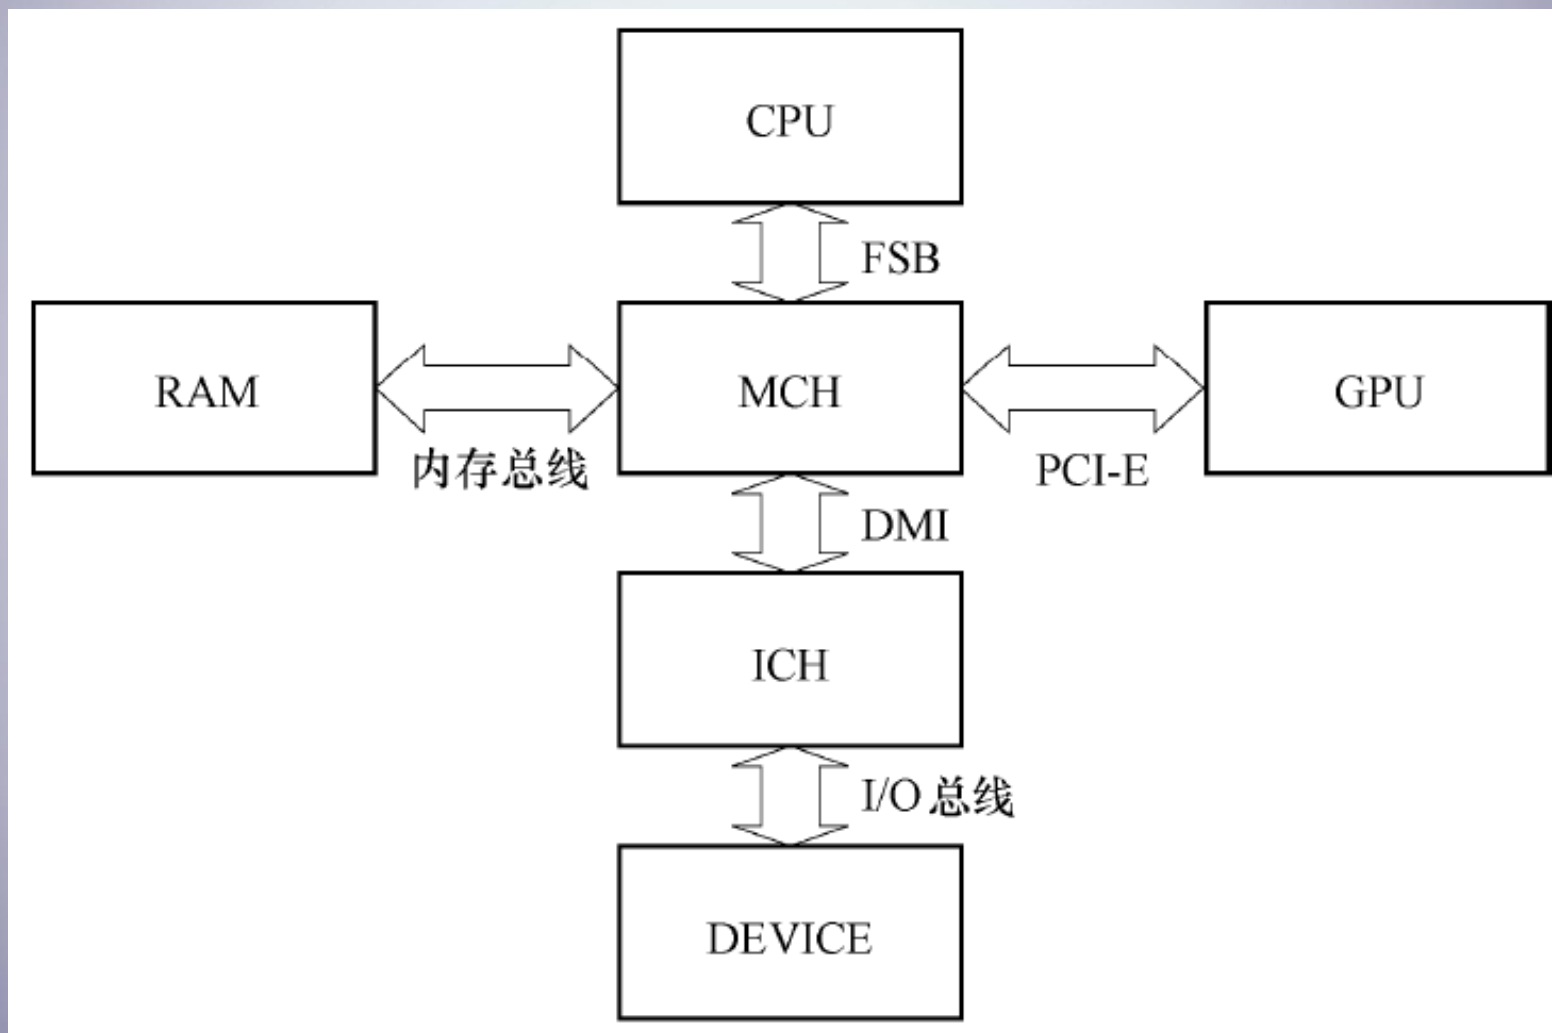 CPU
FSB
RAM
MCH
GPU
内存总线
PCI-E
DMI
ICH
I/O 总线
DEVICE